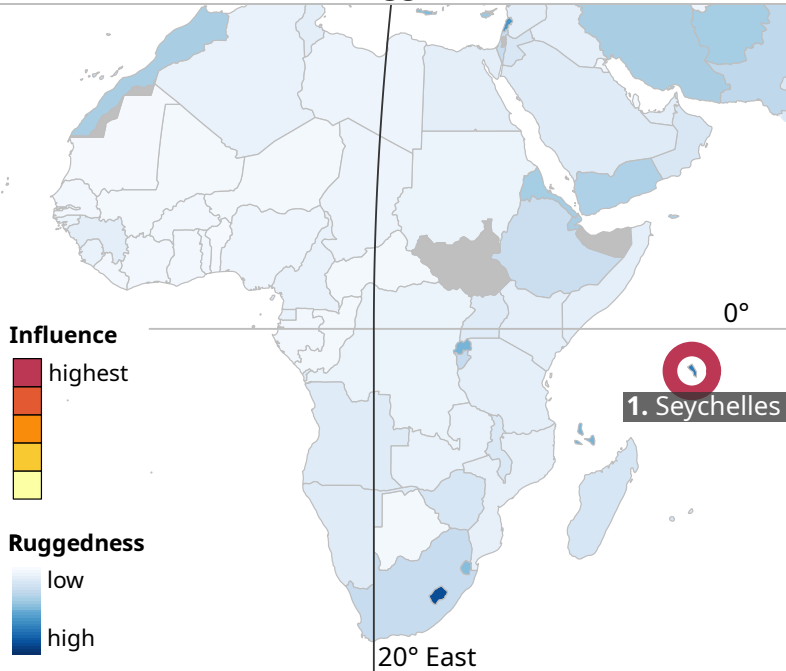 0°
Influence
highest
1. Seychelles
Ruggedness
low
high
20° East